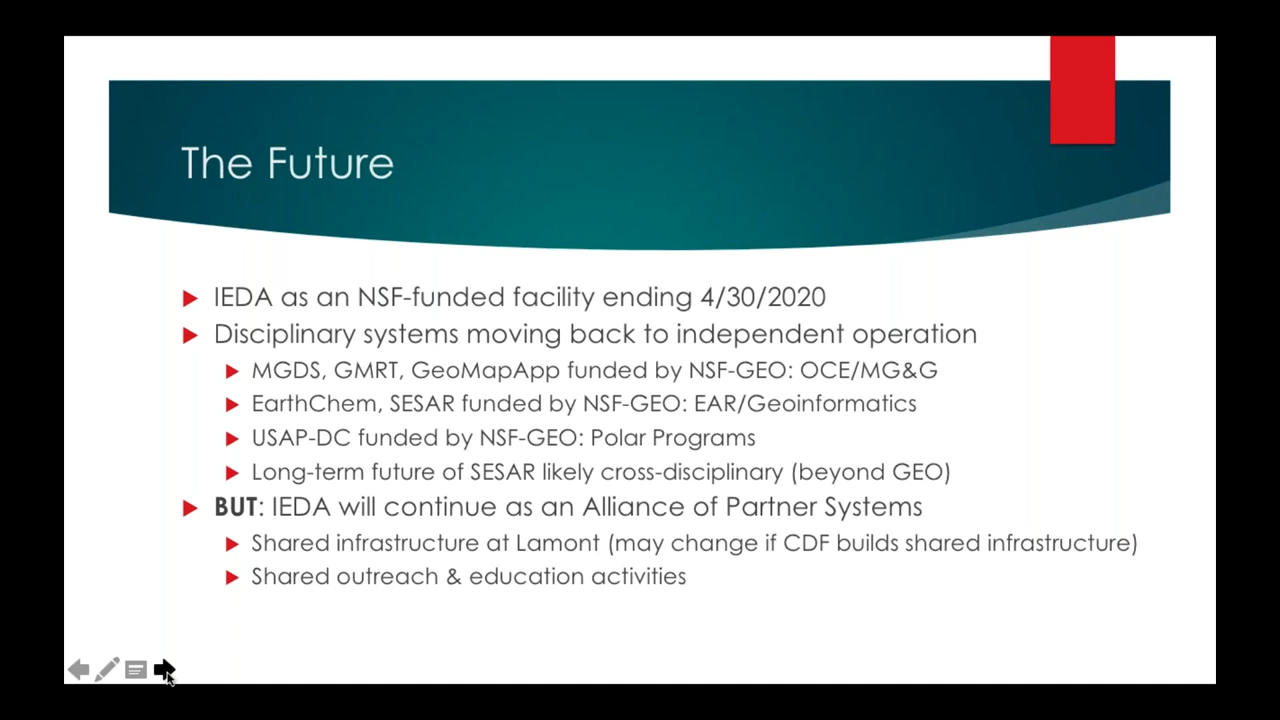 The Future
IEDA as an NSF-funded facility ending 4/30/2020
Disciplinary systems moving back to independent operation
MGDS, GMRT, GeoMapApp funded by NSF-GEO: OCE/MG&G
EarthChem, SESAR funded by NSF-GEO: EAR/Geoinformatics
USAP-DC funded by NSF-GEO: Polar Programs
Long-term future of SESAR likely cross-disciplinary (beyond GEO)
BUT: IEDA will continue as an Alliance of Partner Systems
Shared infrastructure at Lamont (may change if CDF builds shared infrastructure)
Shared outreach & education activities